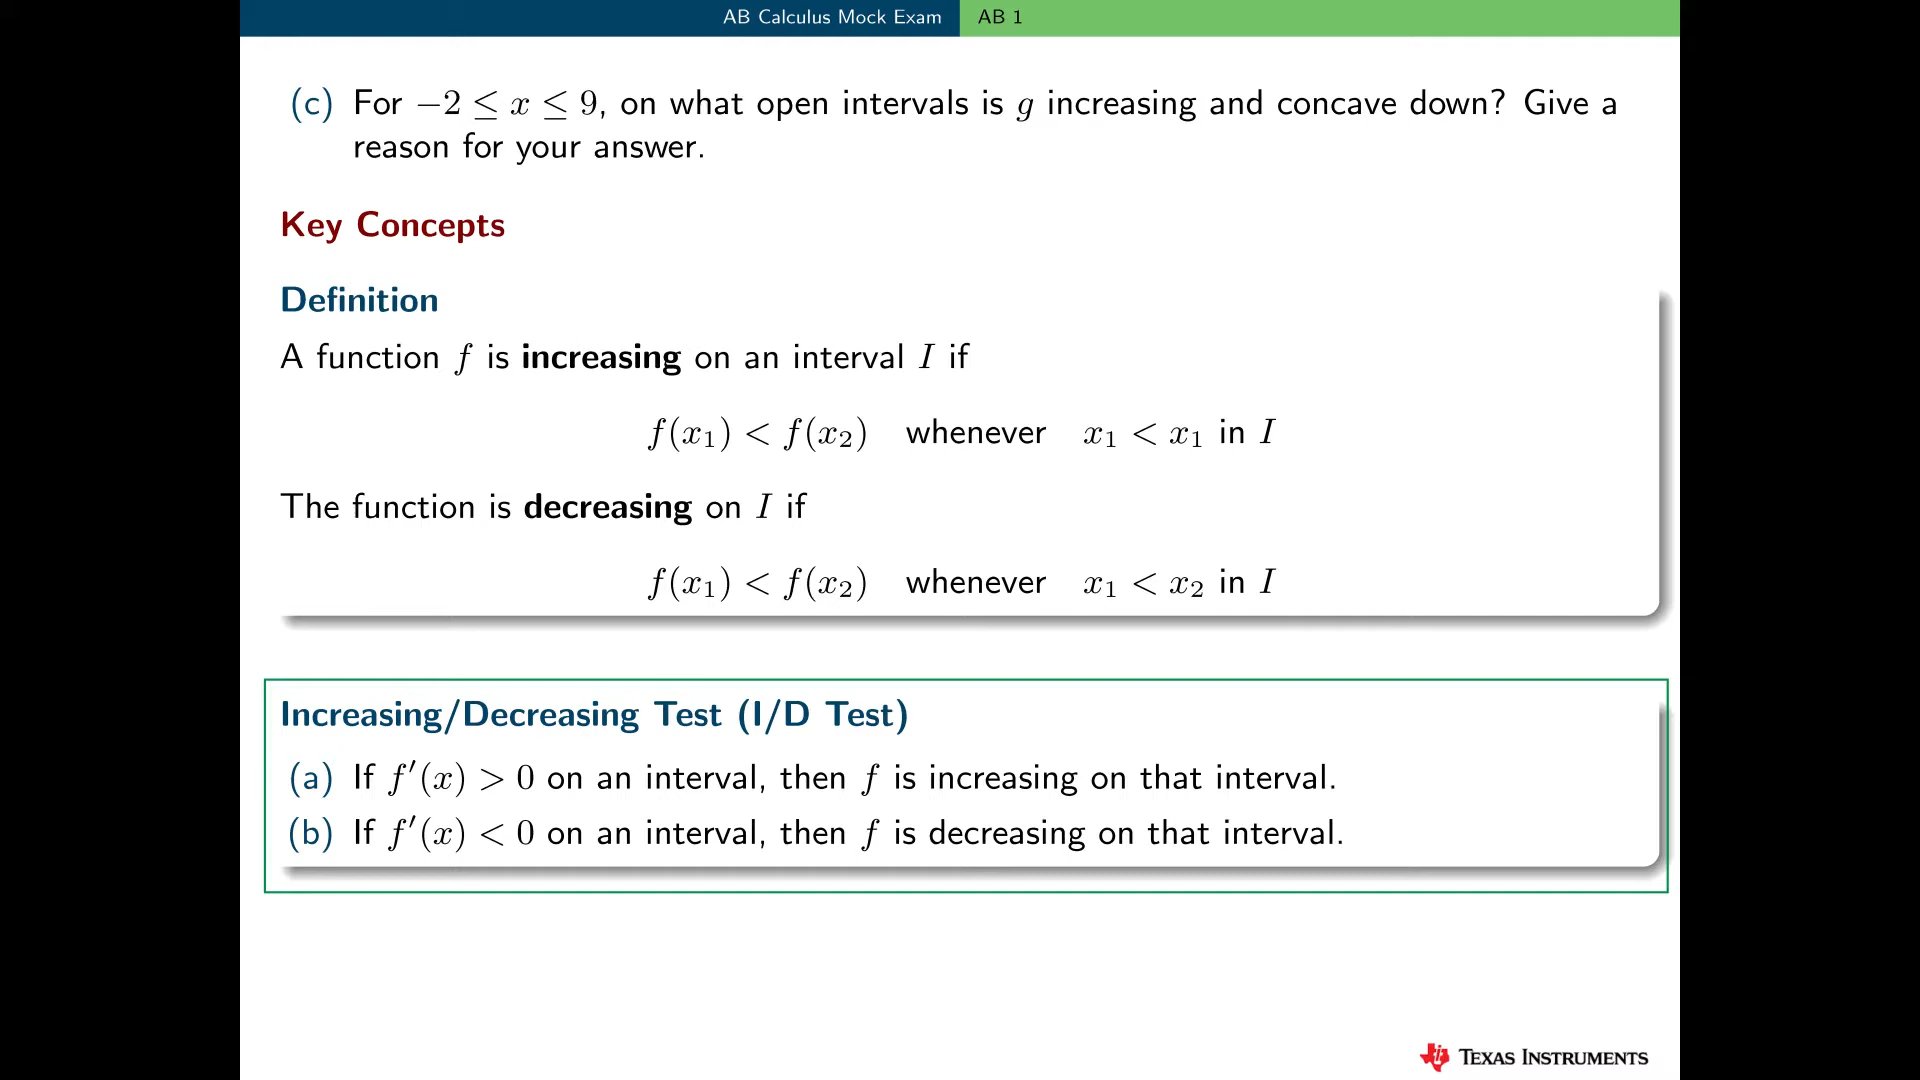 AB Calculus Mock Exam AB 1
(c) For −2 ≤ x ≤ 9, on what open intervals is g increasing and concave down? Give a
reason for your answer.
Key Concepts
Definition
A function f is increasing on an interval I if
f(x₁) < f(x₂) whenever x₁ < x₁ in I
The function is decreasing on I if
f(x₁) < f(x₂) whenever x₁ < x₂ in I
Increasing/Decreasing Test (I/D Test)
(a) If f′(x) > 0 on an interval, then f is increasing on that interval.
(b) If f′(x) < 0 on an interval, then f is decreasing on that interval.
TEXAS INSTRUMENTS